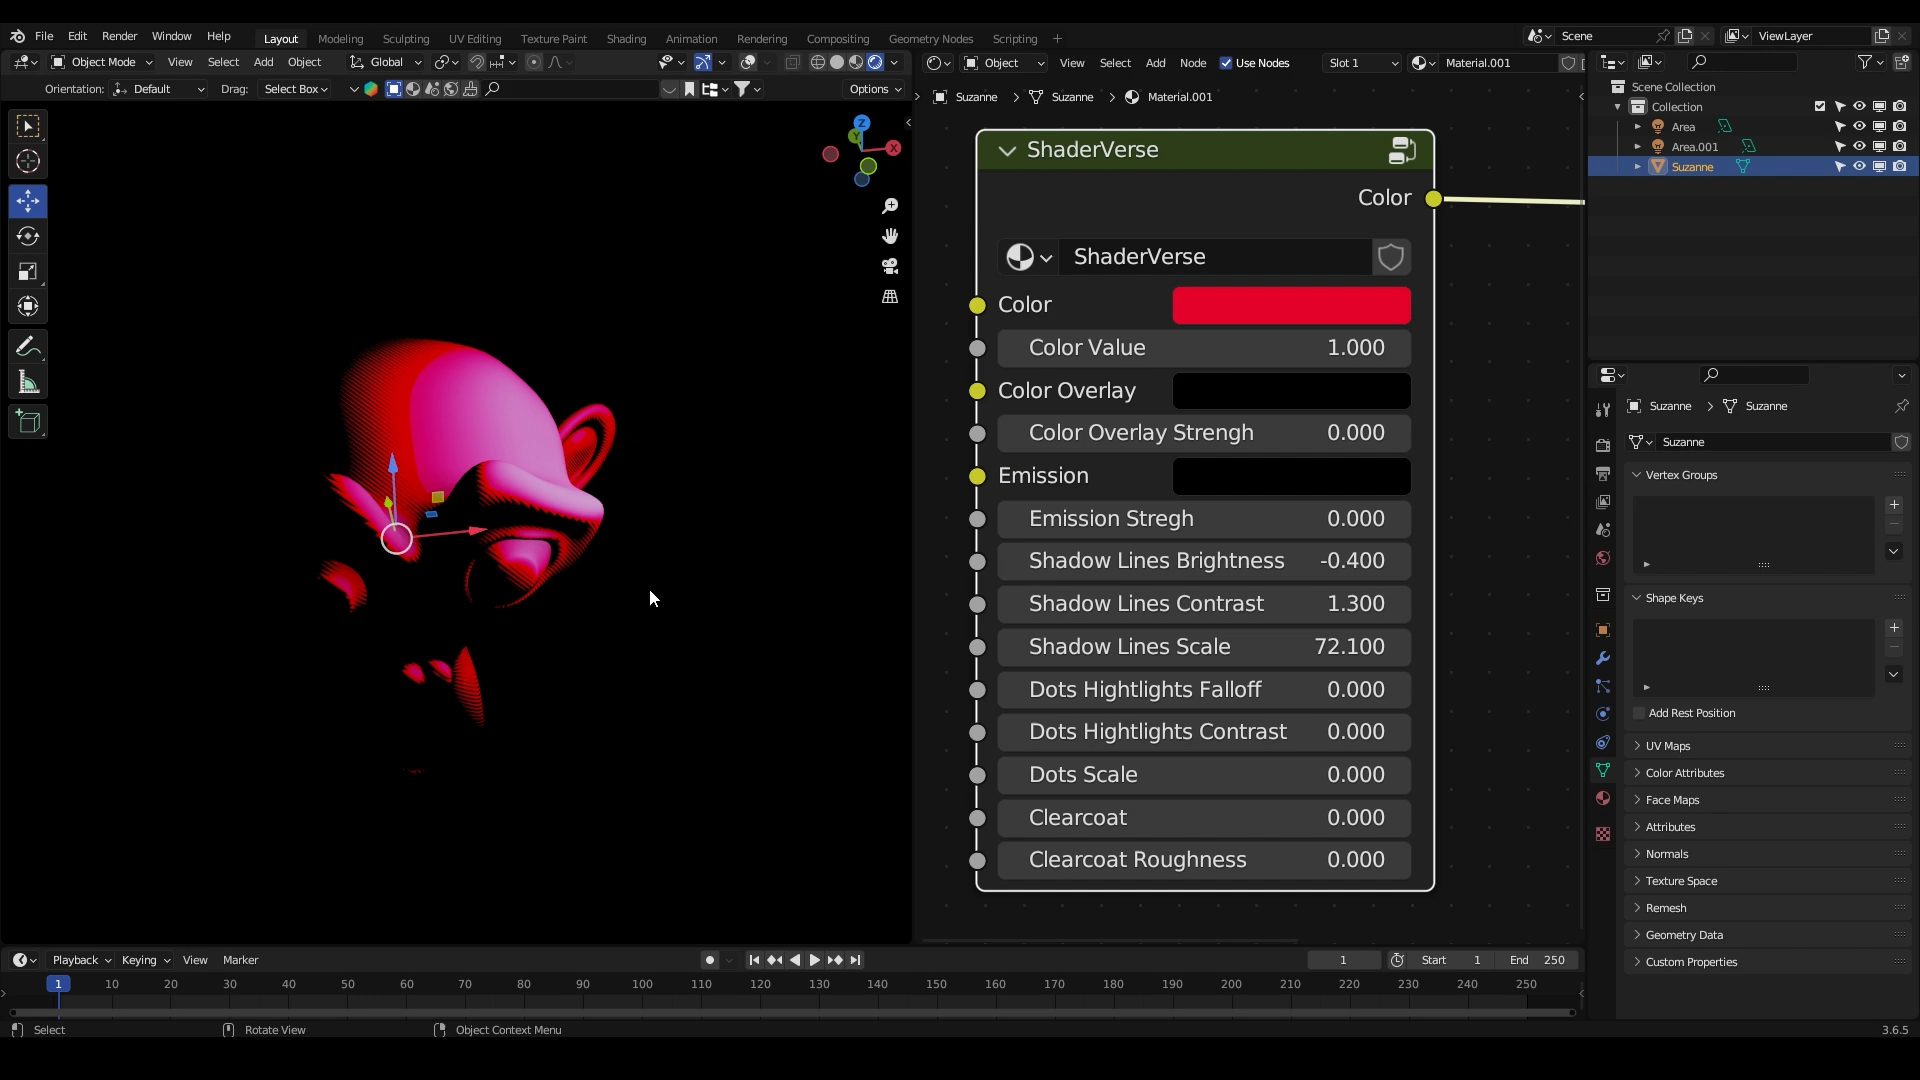 File Edit Render Window Help Layout Modeling Sculpting UV Editing Texture Paint Shading Animation Rendering Compositing Geometry Nodes Scripting + Scene ViewLayer
Object Mode View Select Add Object Global Object View Select Add Node Use Nodes Slot 1 Material.001
Orientation: Default Drag: Select Box Options
Suzanne > Suzanne > Material.001
Scene Collection
Collection
Area
Area.001
Suzanne
Z
Y
X
ShaderVerse
Color
ShaderVerse
Color
Color Value 1.000
Color Overlay
Color Overlay Strengh 0.000
Emission
Emission Stregh 0.000
Shadow Lines Brightness -0.400
Shadow Lines Contrast 1.300
Shadow Lines Scale 72.100
Dots Hightlights Falloff 0.000
Dots Hightlights Contrast 0.000
Dots Scale 0.000
Clearcoat 0.000
Clearcoat Roughness 0.000
Suzanne > Suzanne
Suzanne
Vertex Groups
Shape Keys
Add Rest Position
UV Maps
Color Attributes
Face Maps
Attributes
Normals
Texture Space
Remesh
Geometry Data
Custom Properties
Playback Keying View Marker 1 Start 1 End 250
1 10 20 30 40 50 60 70 80 90 100 110 120 130 140 150 160 170 180 190 200 210 220 230 240 250
Select Rotate View Object Context Menu 3.6.5